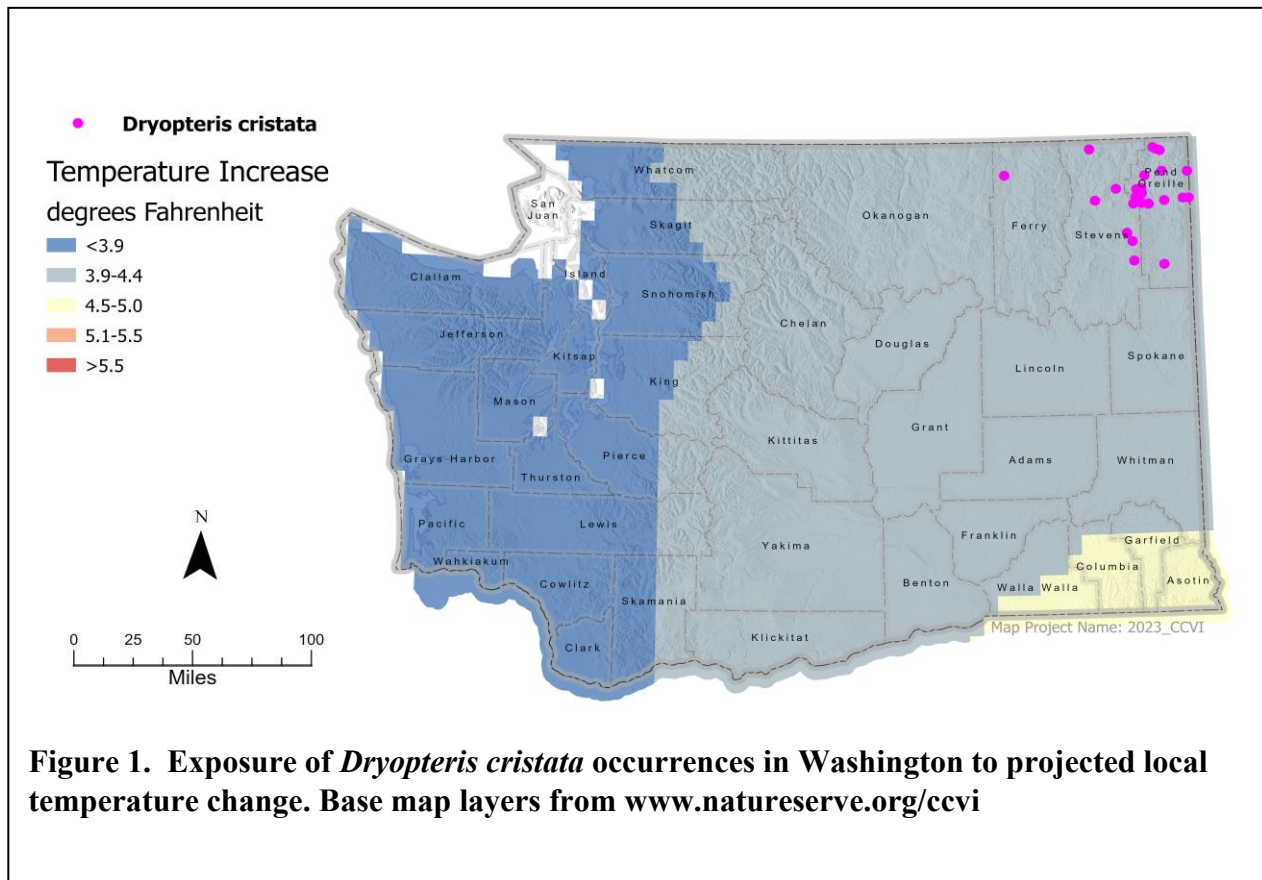 Dryopteris cristata
Temperature Increase
degrees Fahrenheit
<3.9
3.9-4.4
4.5-5.0
5.1-5.5
>5.5
Whatcom
San
Juan
Skagit
Okanogan
Ferry
Stevens
Pend
Oreille
Island
Clallam
Snohomish
Jefferson
Chelan
Douglas
Kitsap
King
Lincoln
Spokane
Mason
Grant
Kittitas
Grays Harbor
Pierce
Adams
Whitman
Thurston
Pacific
Lewis
Yakima
Franklin
Garfield
Wahkiakum
Columbia
Cowlitz
Benton
Walla Walla
Asotin
Skamania
Clark
Klickitat
Map Project Name: 2023_CCVI
N
0 25 50 100
Miles
Figure 1. Exposure of Dryopteris cristata occurrences in Washington to projected local
temperature change. Base map layers from www.natureserve.org/ccvi